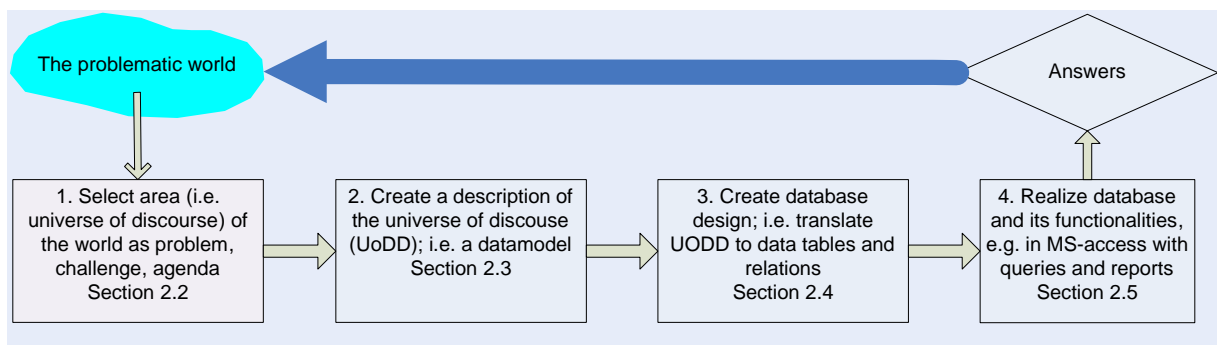 The problematic world
Answers
1. Select area (i.e.
universe of discourse) of
the world as problem,
challenge, agenda
Section 2.2
2. Create a description of
the universe of discouse
(UoDD); i.e. a datamodel
Section 2.3
3. Create database
design; i.e. translate
UODD to data tables and
relations
Section 2.4
4. Realize database
and its functionalities,
e.g. in MS-access with
queries and reports
Section 2.5